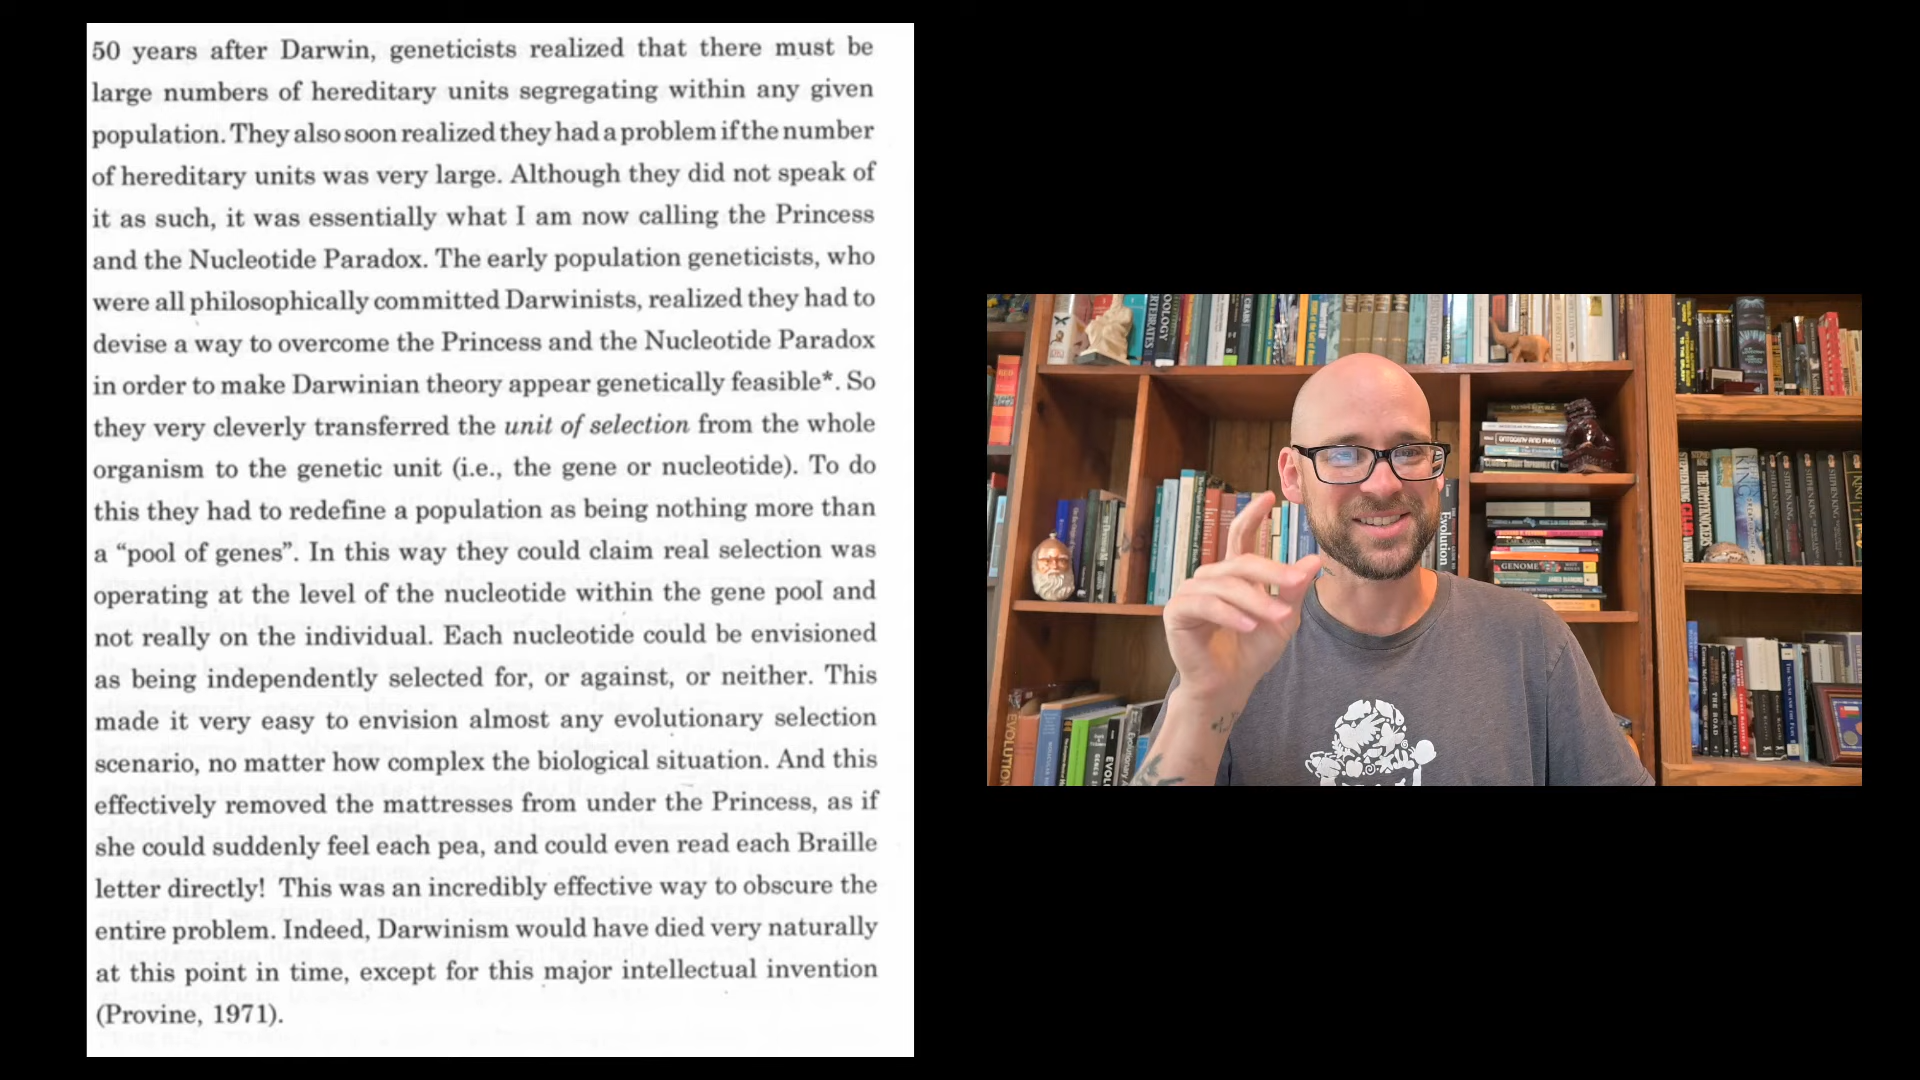 50 years after Darwin, geneticists realized that there must be
large numbers of hereditary units segregating within any given
population. They also soon realized they had a problem if the number
of hereditary units was very large. Although they did not speak of
it as such, it was essentially what I am now calling the Princess
and the Nucleotide Paradox. The early population geneticists, who
were all philosophically committed Darwinists, realized they had to
devise a way to overcome the Princess and the Nucleotide Paradox
in order to make Darwinian theory appear genetically feasible*. So
they very cleverly transferred the unit of selection from the whole
organism to the genetic unit (i.e., the gene or nucleotide). To do
this they had to redefine a population as being nothing more than
a “pool of genes”. In this way they could claim real selection was
operating at the level of the nucleotide within the gene pool and
not really on the individual. Each nucleotide could be envisioned
as being independently selected for, or against, or neither. This
made it very easy to envision almost any evolutionary selection
scenario, no matter how complex the biological situation. And this
effectively removed the mattresses from under the Princess, as if
she could suddenly feel each pea, and could even read each Braille
letter directly! This was an incredibly effective way to obscure the
entire problem. Indeed, Darwinism would have died very naturally
at this point in time, except for this major intellectual invention
(Provine, 1971).
Evolution
GENOME
THE ROAD
EVOLUTION